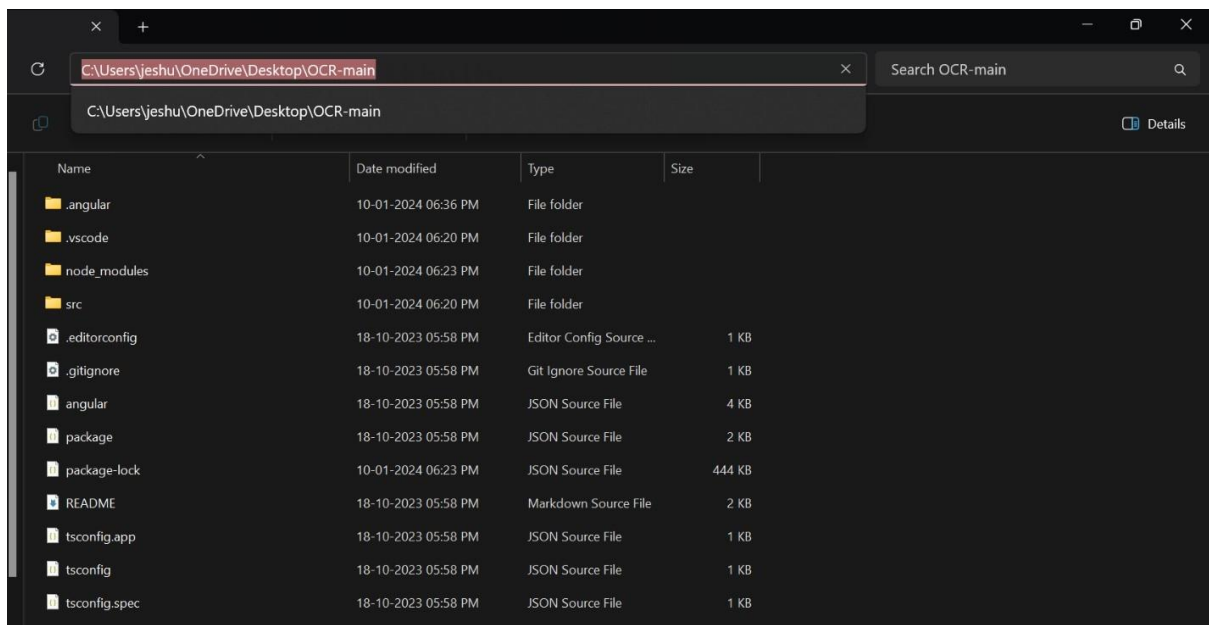 C:\Users\jeshu\OneDrive\Desktop\OCR-main Search OCR-main
C:\Users\jeshu\OneDrive\Desktop\OCR-main
Details
Name Date modified Type Size
.angular 10-01-2024 06:36 PM File folder
.vscode 10-01-2024 06:20 PM File folder
node_modules 10-01-2024 06:23 PM File folder
src 10-01-2024 06:20 PM File folder
.editorconfig 18-10-2023 05:58 PM Editor Config Source ... 1 KB
.gitignore 18-10-2023 05:58 PM Git Ignore Source File 1 KB
angular 18-10-2023 05:58 PM JSON Source File 4 KB
package 18-10-2023 05:58 PM JSON Source File 2 KB
package-lock 10-01-2024 06:23 PM JSON Source File 444 KB
README 18-10-2023 05:58 PM Markdown Source File 2 KB
tsconfig.app 18-10-2023 05:58 PM JSON Source File 1 KB
tsconfig 18-10-2023 05:58 PM JSON Source File 1 KB
tsconfig.spec 18-10-2023 05:58 PM JSON Source File 1 KB